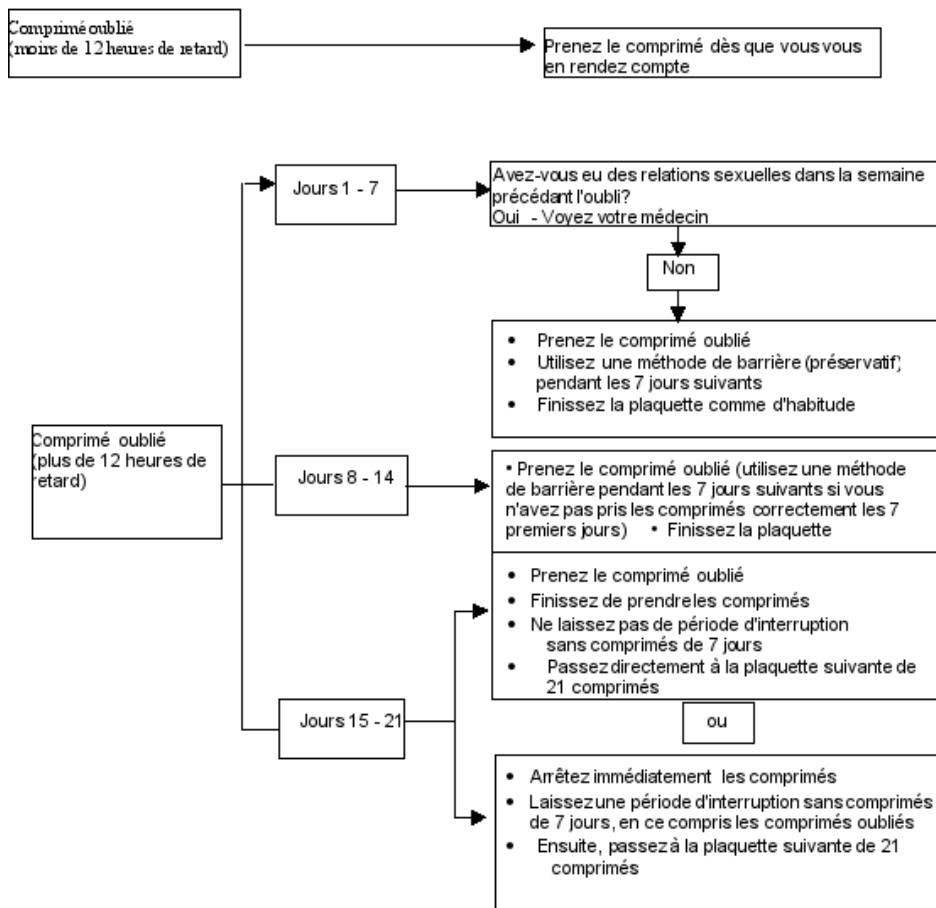 Comprimé oublié
(moins de 12 heures de retard)
Prenez le comprimé dès que vous vous
en rendez compte
Jours 1 - 7
Avez-vous eu des relations sexuelles dans la semaine
précédant l'oubli?
Oui - Voyez votre médecin
Non
• Prenez le comprimé oublié
• Utilisez une méthode de barrière (préservatif)
pendant les 7 jours suivants
• Finissez la plaquette comme d'habitude
Comprimé oublié
(plus de 12 heures de
retard)
Jours 8 - 14
• Prenez le comprimé oublié (utilisez une méthode
de barrière pendant les 7 jours suivants si vous
n'avez pas pris les comprimés correctement les 7
premiers jours) • Finissez la plaquette
Jours 15 - 21
• Prenez le comprimé oublié
• Finissez de prendre les comprimés
• Ne laissez pas de période d'interruption
sans comprimés de 7 jours
• Passez directement à la plaquette suivante de
21 comprimés
ou
• Arrêtez immédiatement les comprimés
• Laissez une période d'interruption sans comprimés
de 7 jours, en ce compris les comprimés oubliés
• Ensuite, passez à la plaquette suivante de 21
comprimés